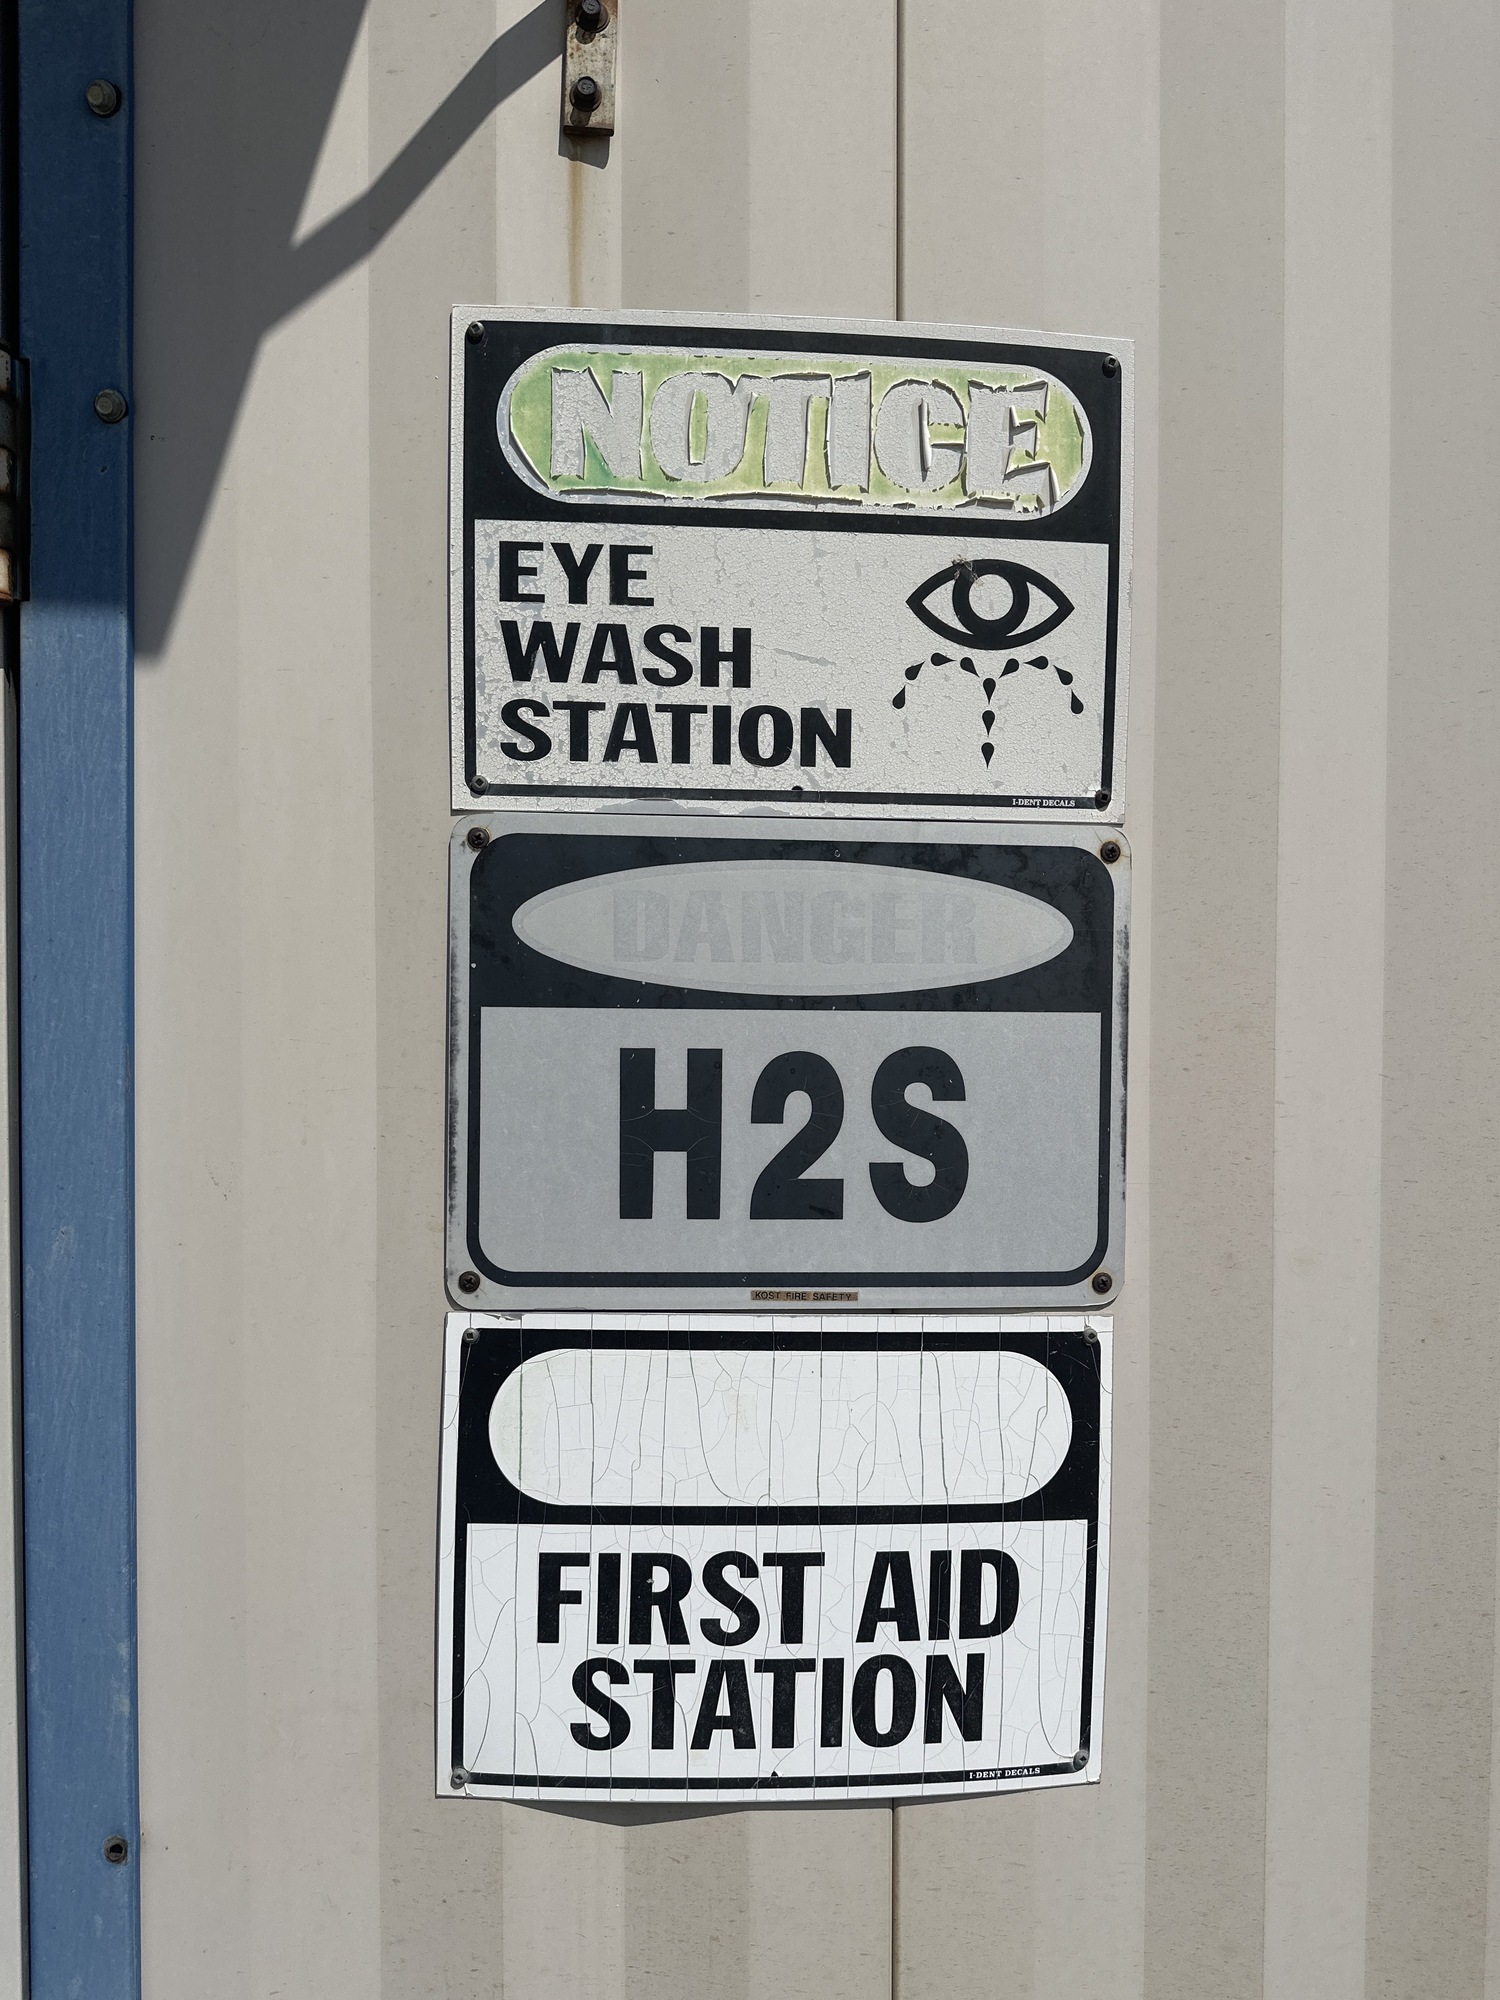 NOTICE
EYE
WASH
STATION
I-DENT DECALS
DANGER
H2S
KOST FIRE SAFETY
FIRST AID
STATION
I-DENT DECALS